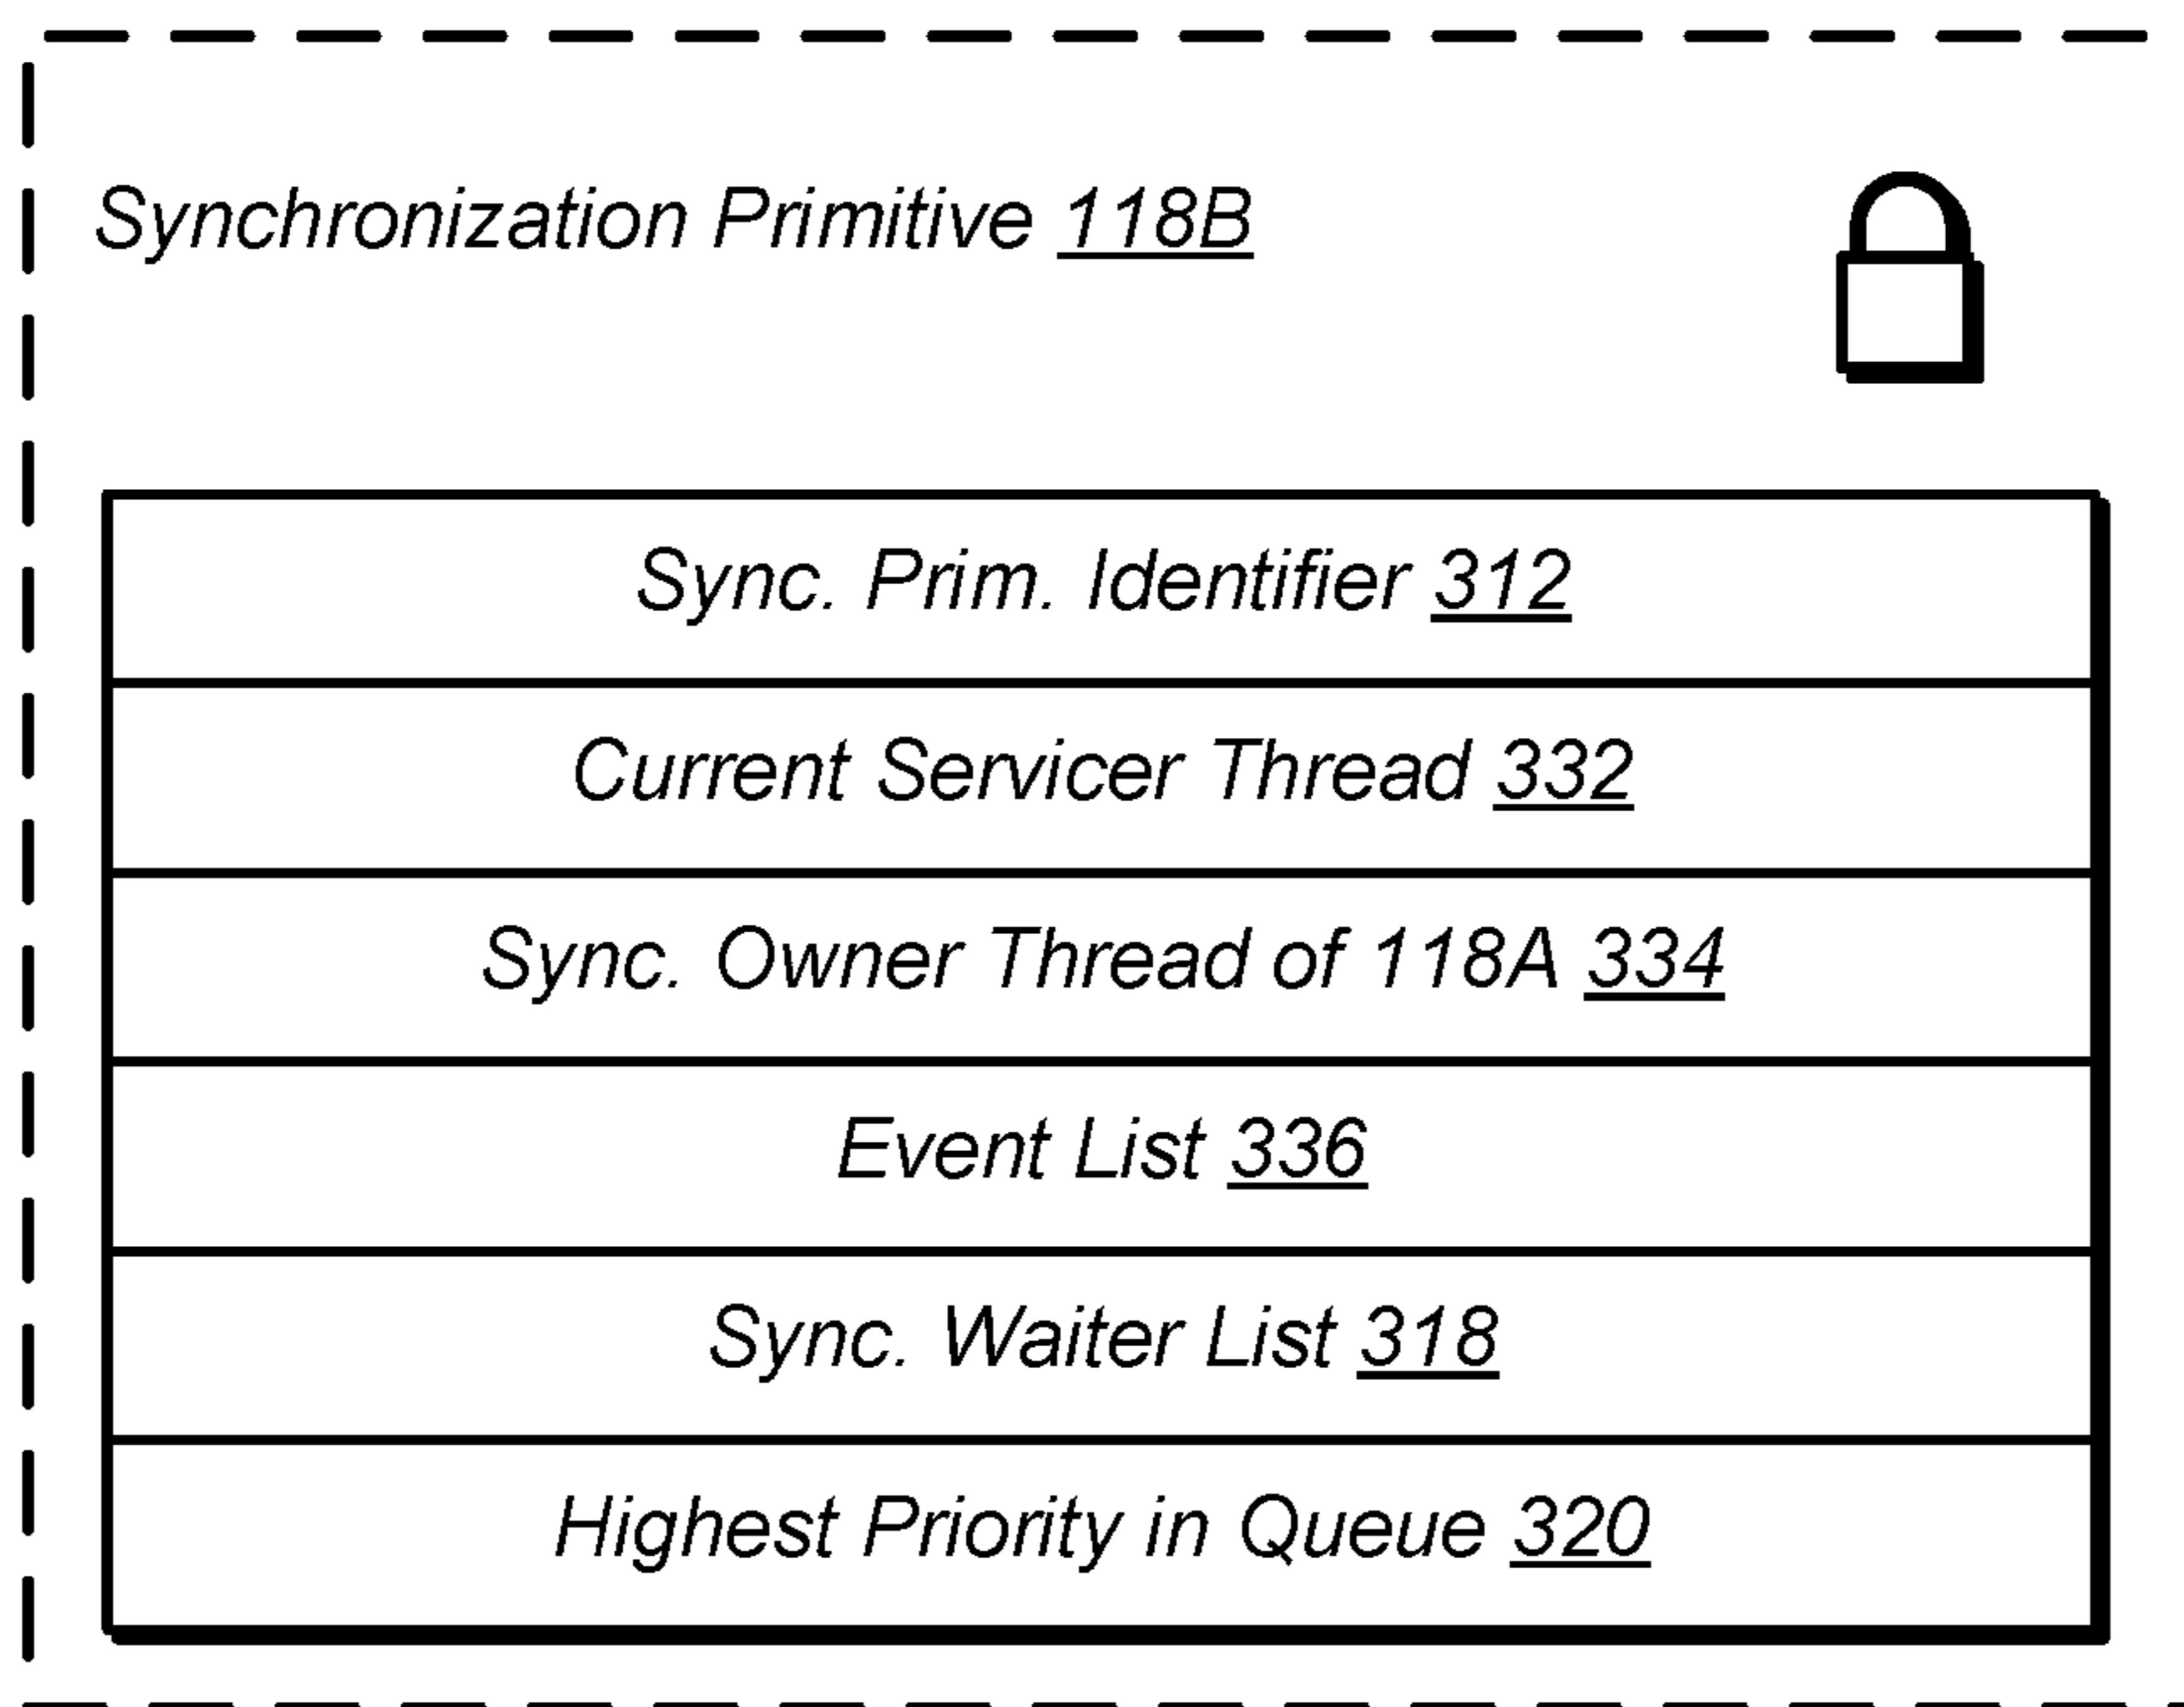 Synchronization Primitive 118B
Sync. Prim. Identifier 312
Current Servicer Thread 332
Sync. Owner Thread of 118A 334
Event List 336
Sync. Waiter List 318
Highest Priority in Queue 320